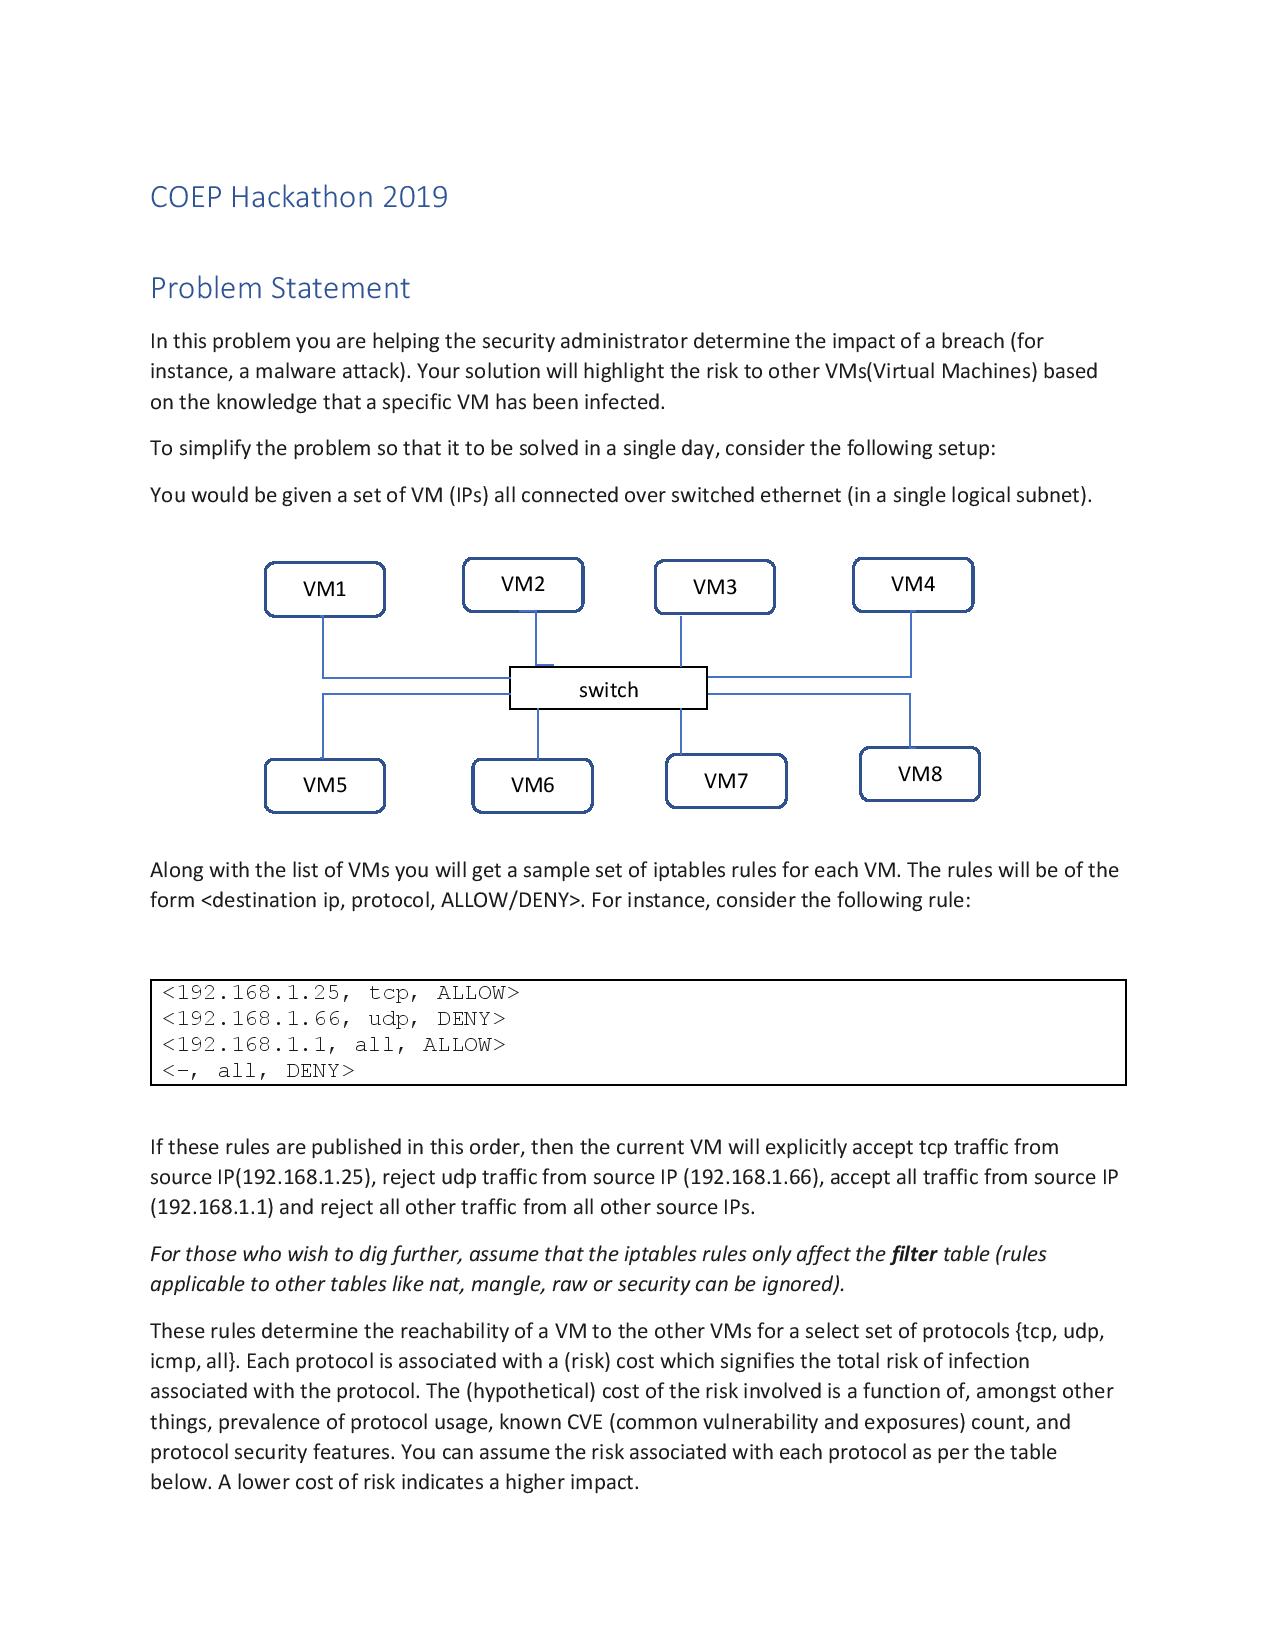 COEP Hackathon 2019
Problem Statement
In this problem you are helping the security administrator determine the impact of a breach (for
instance, a malware attack). Your solution will highlight the risk to other VMs(Virtual Machines) based
on the knowledge that a specific VM has been infected.
To simplify the problem so that it to be solved in a single day, consider the following setup:
You would be given a set of VM (IPs) all connected over switched ethernet (in a single logical subnet).
VM1
VM2
VM3
VM4
switch
VM5
VM6
VM7
VM8
Along with the list of VMs you will get a sample set of iptables rules for each VM. The rules will be of the
form <destination ip, protocol, ALLOW/DENY>. For instance, consider the following rule:
<192.168.1.25, tcp, ALLOW>
<192.168.1.66, udp, DENY>
<192.168.1.1, all, ALLOW>
<-, all, DENY>
If these rules are published in this order, then the current VM will explicitly accept tcp traffic from
source IP(192.168.1.25), reject udp traffic from source IP (192.168.1.66), accept all traffic from source IP
(192.168.1.1) and reject all other traffic from all other source IPs.
For those who wish to dig further, assume that the iptables rules only affect the filter table (rules
applicable to other tables like nat, mangle, raw or security can be ignored).
These rules determine the reachability of a VM to the other VMs for a select set of protocols {tcp, udp,
icmp, all}. Each protocol is associated with a (risk) cost which signifies the total risk of infection
associated with the protocol. The (hypothetical) cost of the risk involved is a function of, amongst other
things, prevalence of protocol usage, known CVE (common vulnerability and exposures) count, and
protocol security features. You can assume the risk associated with each protocol as per the table
below. A lower cost of risk indicates a higher impact.